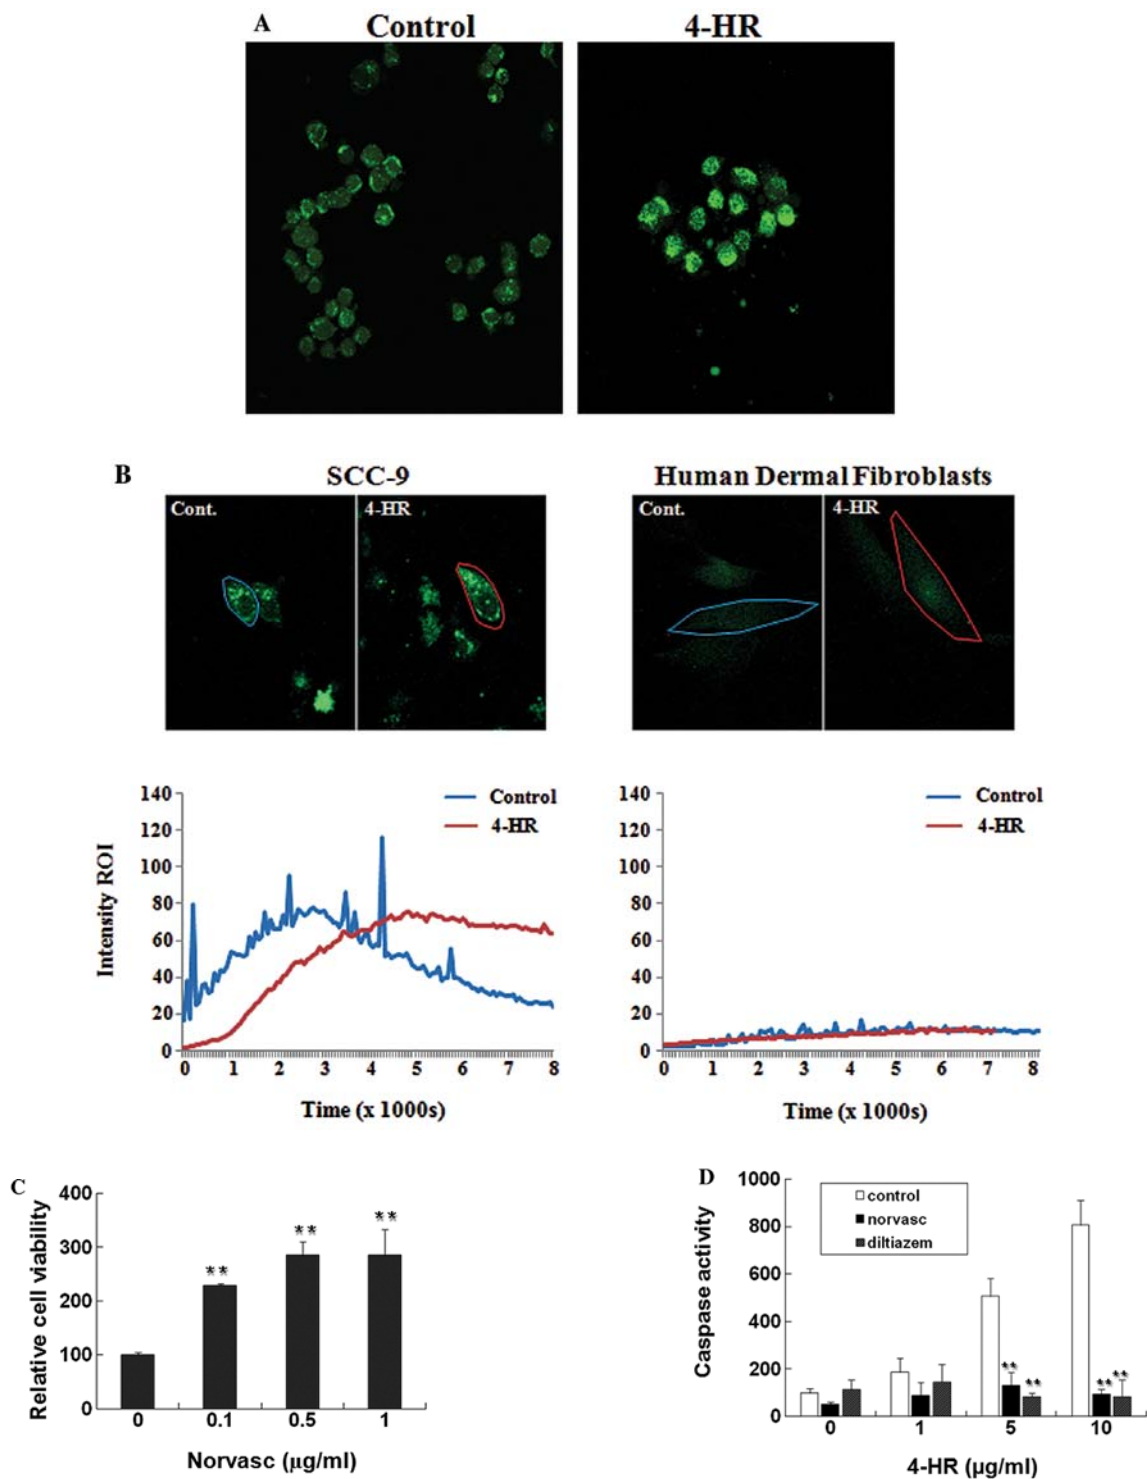 A
Control
4-HR
B
SCC-9
Human Dermal Fibroblasts
Cont.
4-HR
Cont.
4-HR
140
120
100
80
60
40
20
0
Intensity ROI
Control
4-HR
0 1 2 3 4 5 6 7 8
Time (x 1000s)
140
120
100
80
60
40
20
0
Control
4-HR
0 1 2 3 4 5 6 7 8
Time (x 1000s)
C
400
300
200
100
0
Relative cell viability
**
**
**
0 0.1 0.5 1
Norvasc (µg/ml)
D
1000
800
600
400
200
0
Caspase activity
control
norvasc
diltiazem
** **
** **
0 1 5 10
4-HR (µg/ml)